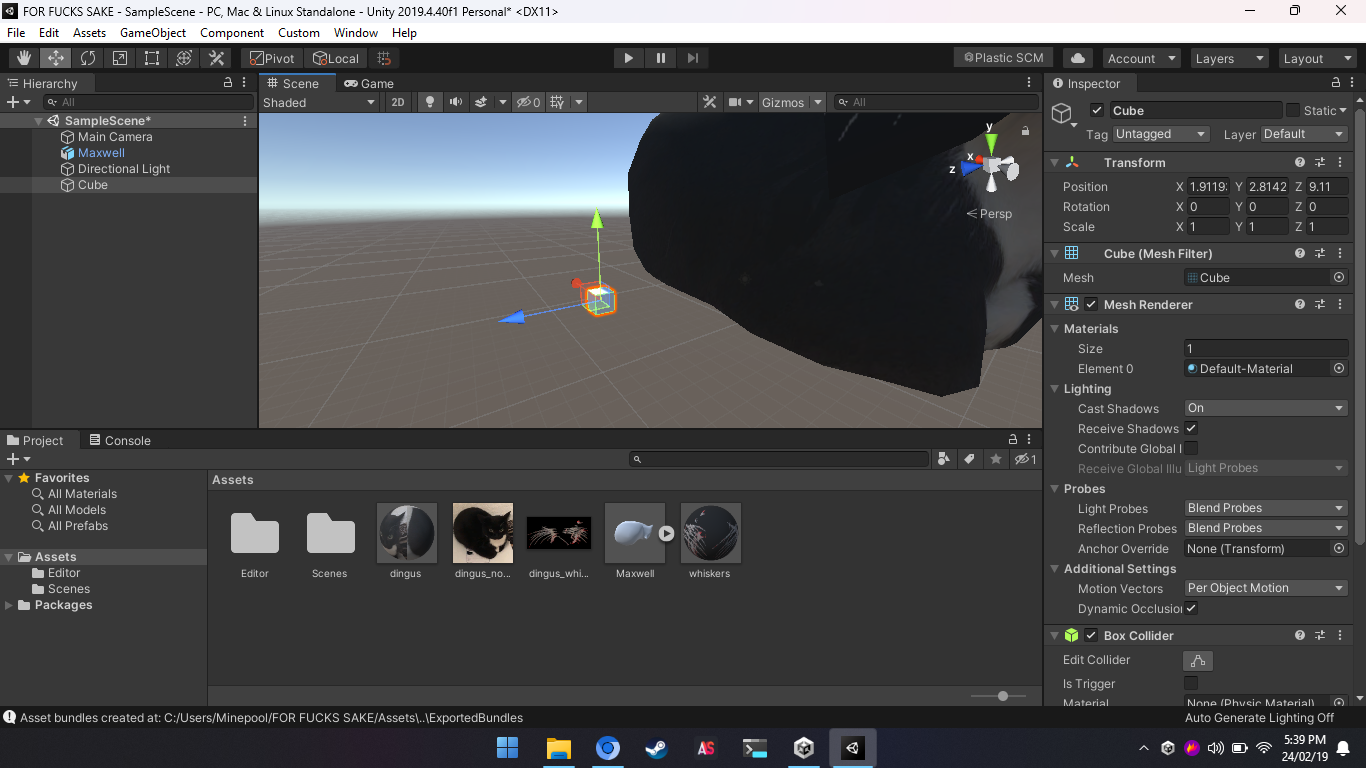 FOR FUCKS SAKE - SampleScene - PC, Mac & Linux Standalone - Unity 2019.4.40f1 Personal* <DX11>
File Edit Assets GameObject Component Custom Window Help
Pivot Local Plastic SCM Account Layers Layout
Hierarchy
All
SampleScene*
Main Camera
Maxwell
Directional Light
Cube
Scene Game
Shaded 2D 0 Gizmos All
y
x
z
Persp
Inspector
Cube Static
Tag Untagged Layer Default
Transform
Position X 1.9119 Y 2.8142 Z 9.11
Rotation X 0 Y 0 Z 0
Scale X 1 Y 1 Z 1
Cube (Mesh Filter)
Mesh Cube
Mesh Renderer
Materials
Size 1
Element 0 Default-Material
Lighting
Cast Shadows On
Receive Shadows
Contribute Global I
Receive Global Illu Light Probes
Probes
Light Probes Blend Probes
Reflection Probes Blend Probes
Anchor Override None (Transform)
Additional Settings
Motion Vectors Per Object Motion
Dynamic Occlusion
Box Collider
Edit Collider
Is Trigger
Material None (Physic Material)
Project Console
1
Favorites
All Materials
All Models
All Prefabs
Assets
Editor
Scenes
Packages
Assets
Editor Scenes dingus dingus_no... dingus_whi... Maxwell whiskers
Asset bundles created at: C:/Users/Minepool/FOR FUCKS SAKE/Assets\..\ExportedBundles
Auto Generate Lighting Off
AS
5:39 PM
24/02/19